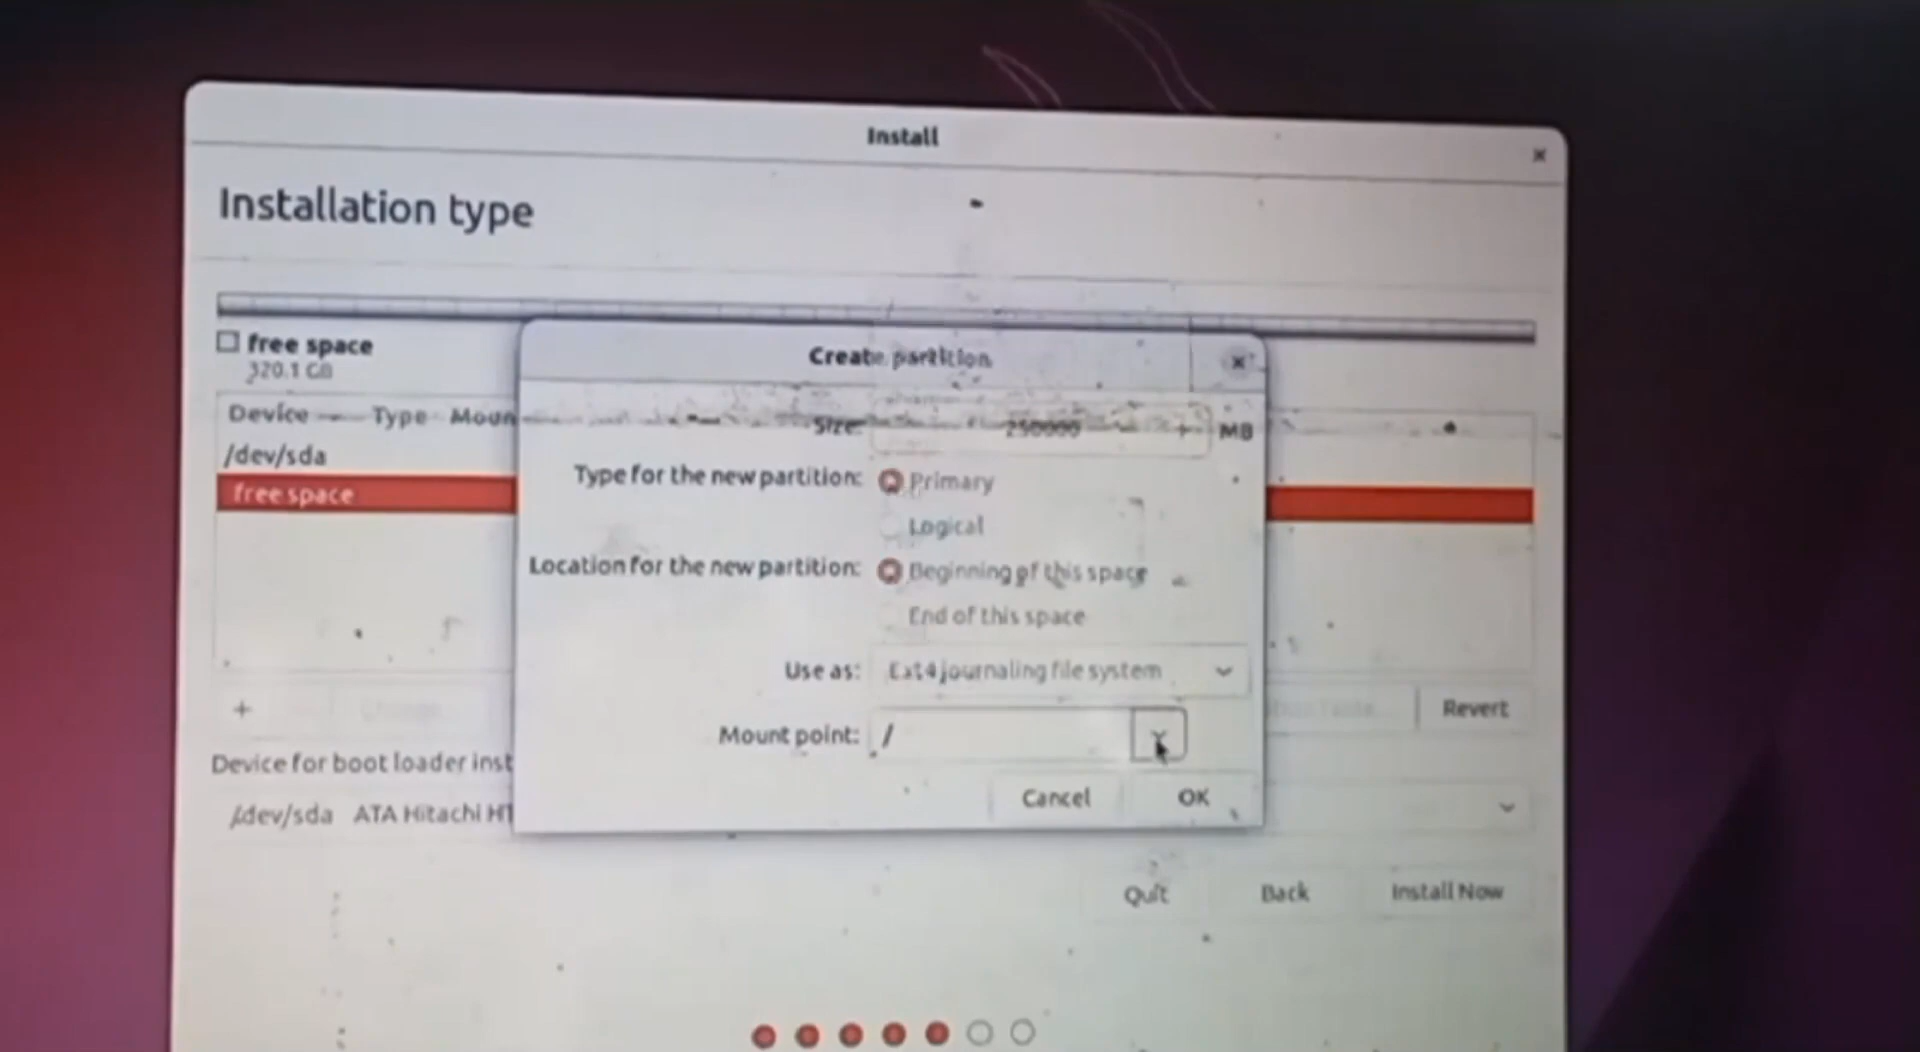 Install
Installation type
free space
320.1 GB
Create partition
Device Type Moun
Size: 250000 + MB
/dev/sda
Type for the new partition: Primary
free space
Logical
Location for the new partition: Beginning of this space
End of this space
Use as: Ext4 journaling file system
+ Change... Revert
Mount point: /
Device for boot loader inst
Cancel OK
/dev/sda ATA Hitachi HT
Quit Back Install Now